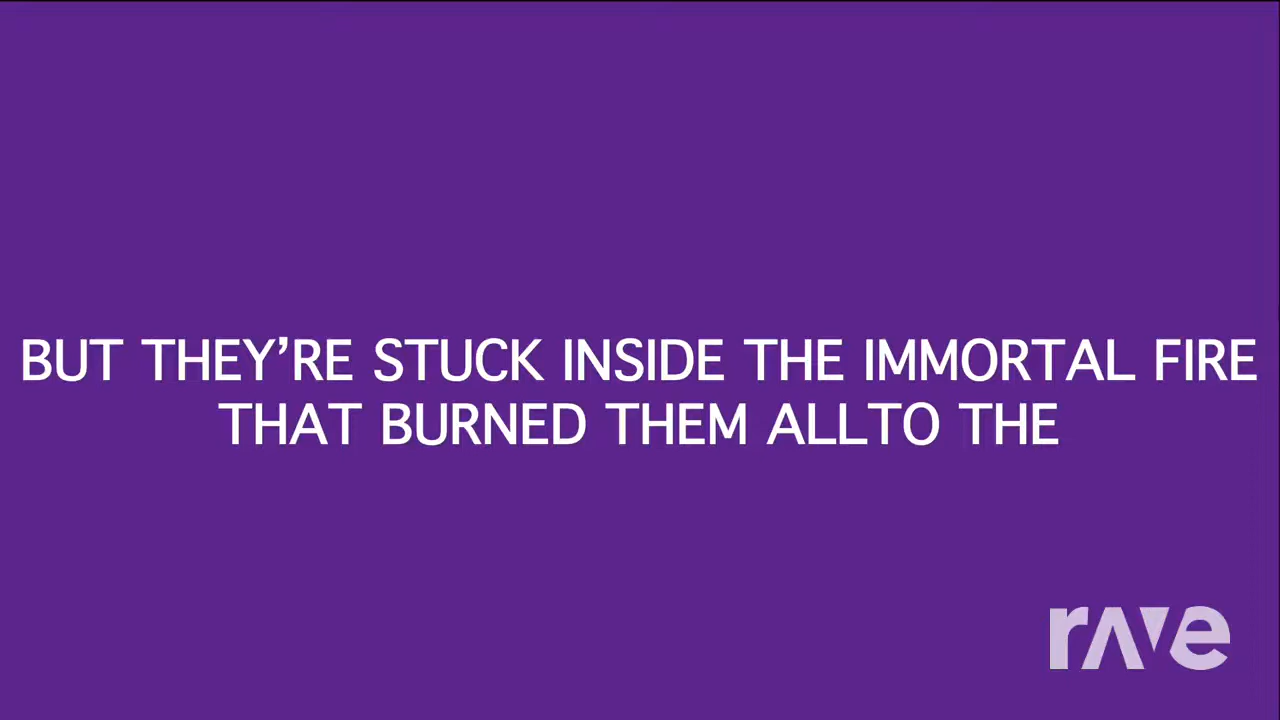 BUT THEY’RE STUCK INSIDE THE IMMORTAL FIRE
THAT BURNED THEM ALLTO THE
rave